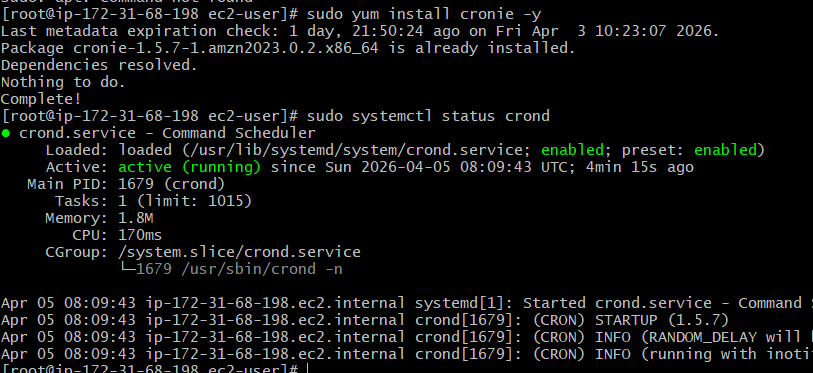 sudo: apt: command not found
[root@ip-172-31-68-198 ec2-user]# sudo yum install cronie -y
Last metadata expiration check: 1 day, 21:50:24 ago on Fri Apr  3 10:23:07 2026.
Package cronie-1.5.7-1.amzn2023.0.2.x86_64 is already installed.
Dependencies resolved.
Nothing to do.
Complete!
[root@ip-172-31-68-198 ec2-user]# sudo systemctl status crond
● crond.service - Command Scheduler
     Loaded: loaded (/usr/lib/systemd/system/crond.service; enabled; preset: enabled)
     Active: active (running) since Sun 2026-04-05 08:09:43 UTC; 4min 15s ago
   Main PID: 1679 (crond)
      Tasks: 1 (limit: 1015)
     Memory: 1.8M
        CPU: 170ms
     CGroup: /system.slice/crond.service
             └─1679 /usr/sbin/crond -n
Apr 05 08:09:43 ip-172-31-68-198.ec2.internal systemd[1]: Started crond.service - Command
Apr 05 08:09:43 ip-172-31-68-198.ec2.internal crond[1679]: (CRON) STARTUP (1.5.7)
Apr 05 08:09:43 ip-172-31-68-198.ec2.internal crond[1679]: (CRON) INFO (RANDOM_DELAY will
Apr 05 08:09:43 ip-172-31-68-198.ec2.internal crond[1679]: (CRON) INFO (running with inoti
[root@ip-172-31-68-198 ec2-user]#